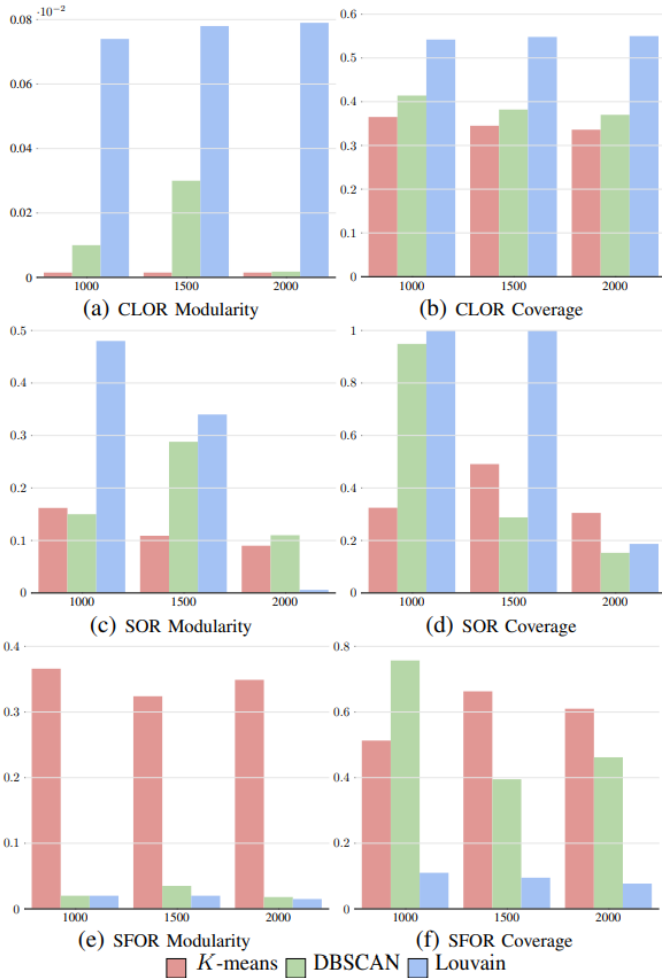 ·10⁻²
0.08
0.06
0.04
0.02
0
1000 1500 2000
(a) CLOR Modularity
0.6
0.5
0.4
0.3
0.2
0.1
0
1000 1500 2000
(b) CLOR Coverage
0.5
0.4
0.3
0.2
0.1
0
1000 1500 2000
(c) SOR Modularity
1
0.8
0.6
0.4
0.2
0
1000 1500 2000
(d) SOR Coverage
0.4
0.3
0.2
0.1
0
1000 1500 2000
(e) SFOR Modularity
0.8
0.6
0.4
0.2
0
1000 1500 2000
(f) SFOR Coverage
K-means DBSCAN Louvain